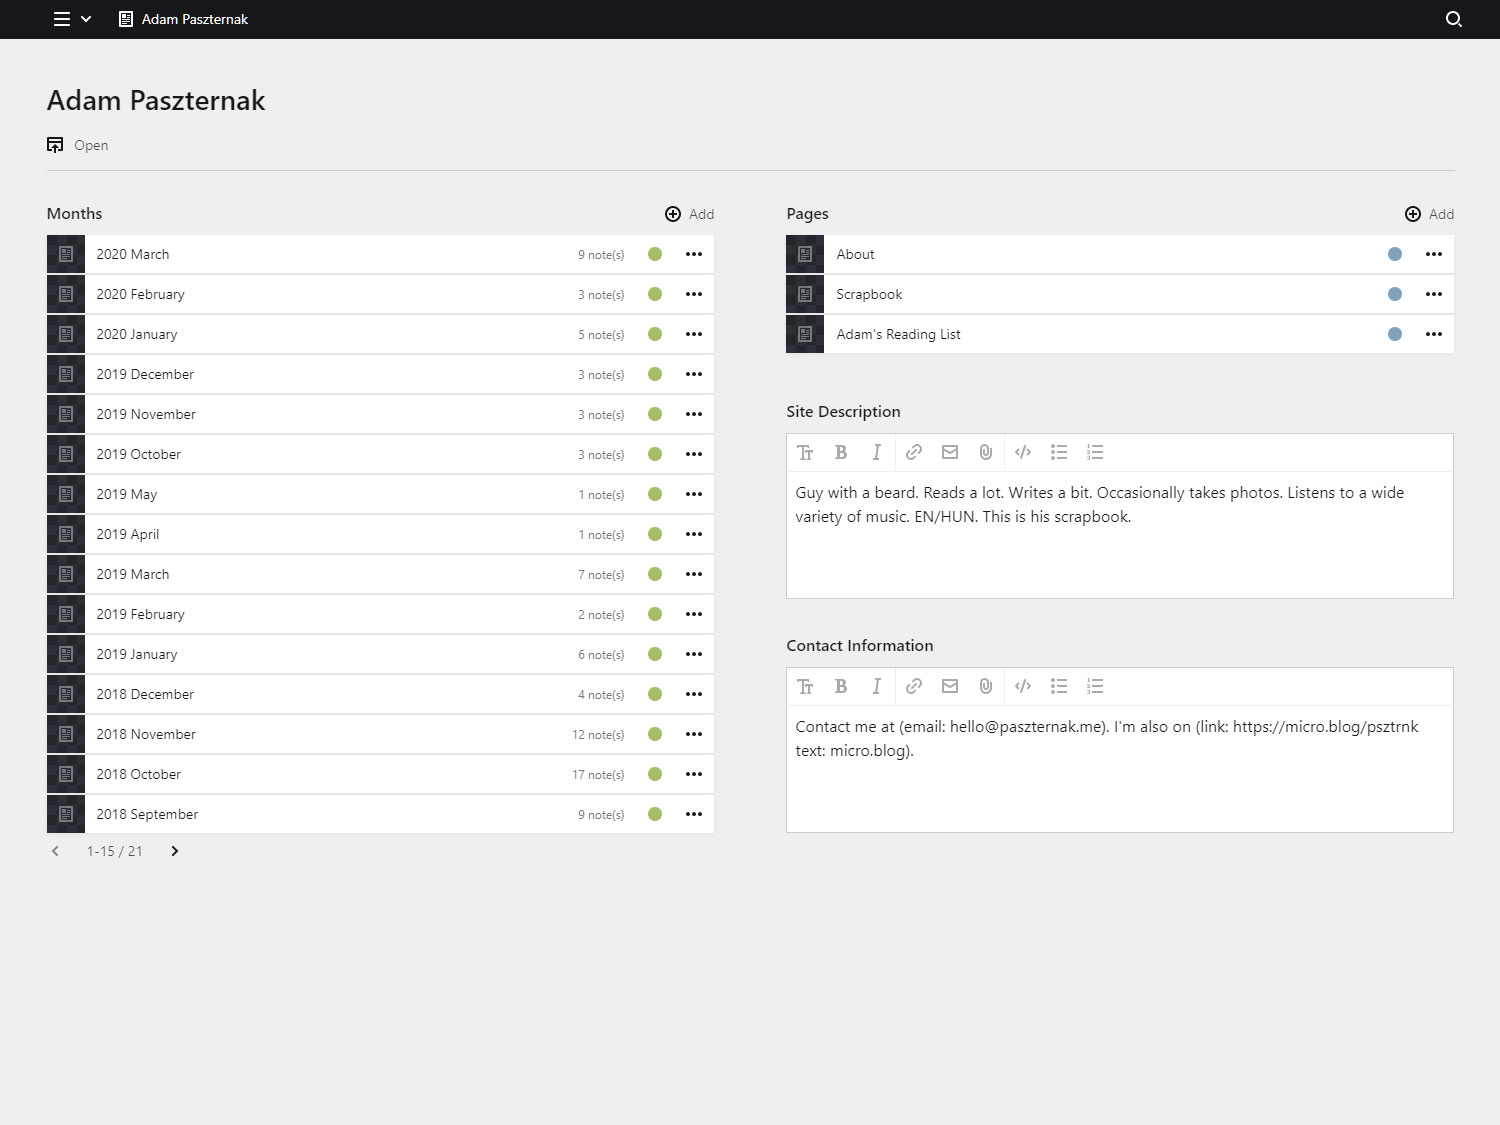 Adam Paszternak
Adam Paszternak
Open
Months
Add
2020 March 9 note(s)
2020 February 3 note(s)
2020 January 5 note(s)
2019 December 3 note(s)
2019 November 3 note(s)
2019 October 3 note(s)
2019 May 1 note(s)
2019 April 1 note(s)
2019 March 7 note(s)
2019 February 2 note(s)
2019 January 6 note(s)
2018 December 4 note(s)
2018 November 12 note(s)
2018 October 17 note(s)
2018 September 9 note(s)
1-15 / 21
Pages
Add
About
Scrapbook
Adam's Reading List
Site Description
Guy with a beard. Reads a lot. Writes a bit. Occasionally takes photos. Listens to a wide
variety of music. EN/HUN. This is his scrapbook.
Contact Information
Contact me at (email: hello@paszternak.me). I'm also on (link: https://micro.blog/psztrnk
text: micro.blog).